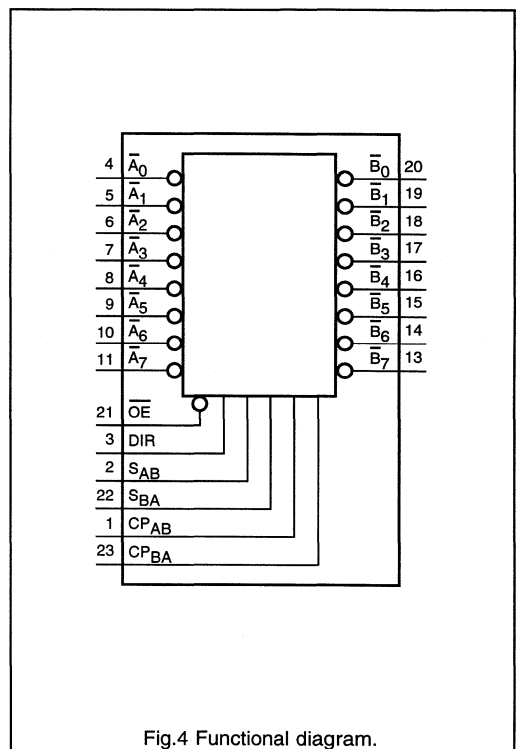 4 A̅0 B̅0 20
5 A̅1 B̅1 19
6 A̅2 B̅2 18
7 A̅3 B̅3 17
8 A̅4 B̅4 16
9 A̅5 B̅5 15
10 A̅6 B̅6 14
11 A̅7 B̅7 13
21 O̅E̅
3 DIR
2 SAB
22 SBA
1 CPAB
23 CPBA
Fig.4 Functional diagram.